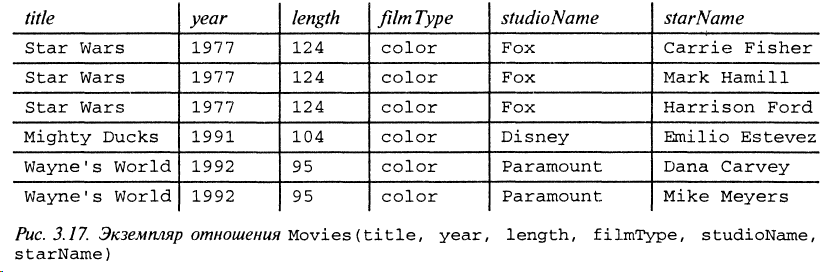 title year length filmType studioName starName
Star Wars 1977 124 color Fox Carrie Fisher
Star Wars 1977 124 color Fox Mark Hamill
Star Wars 1977 124 color Fox Harrison Ford
Mighty Ducks 1991 104 color Disney Emilio Estevez
Wayne's World 1992 95 color Paramount Dana Carvey
Wayne's World 1992 95 color Paramount Mike Meyers
Рис. 3.17. Экземпляр отношения Movies(title, year, length, filmType, studioName,
starName)